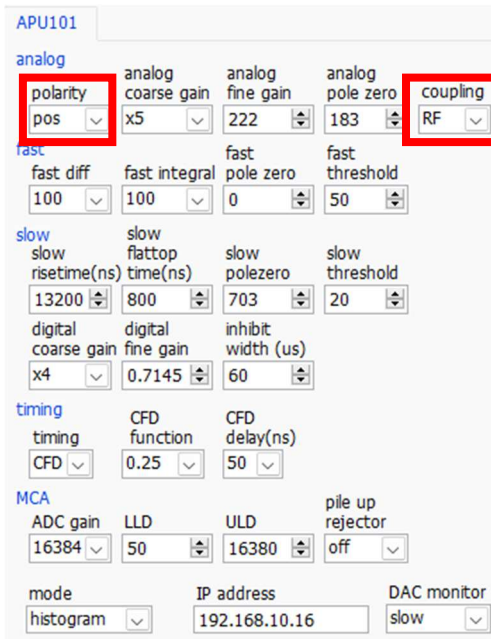 APU101
analog
polarity
analog
coarse gain
analog
fine gain
analog
pole zero
coupling
pos
x5
222
183
RF
fast
fast diff
fast integral
fast
pole zero
fast
threshold
100
100
0
50
slow
slow
risetime(ns)
slow
flattop
time(ns)
slow
polezero
slow
threshold
13200
800
703
20
digital
coarse gain
digital
fine gain
inhibit
width (us)
x4
0.7145
60
timing
timing
CFD
function
CFD
delay(ns)
CFD
0.25
50
MCA
ADC gain
LLD
ULD
pile up
rejector
16384
50
16380
off
mode
IP address
DAC monitor
histogram
192.168.10.16
slow